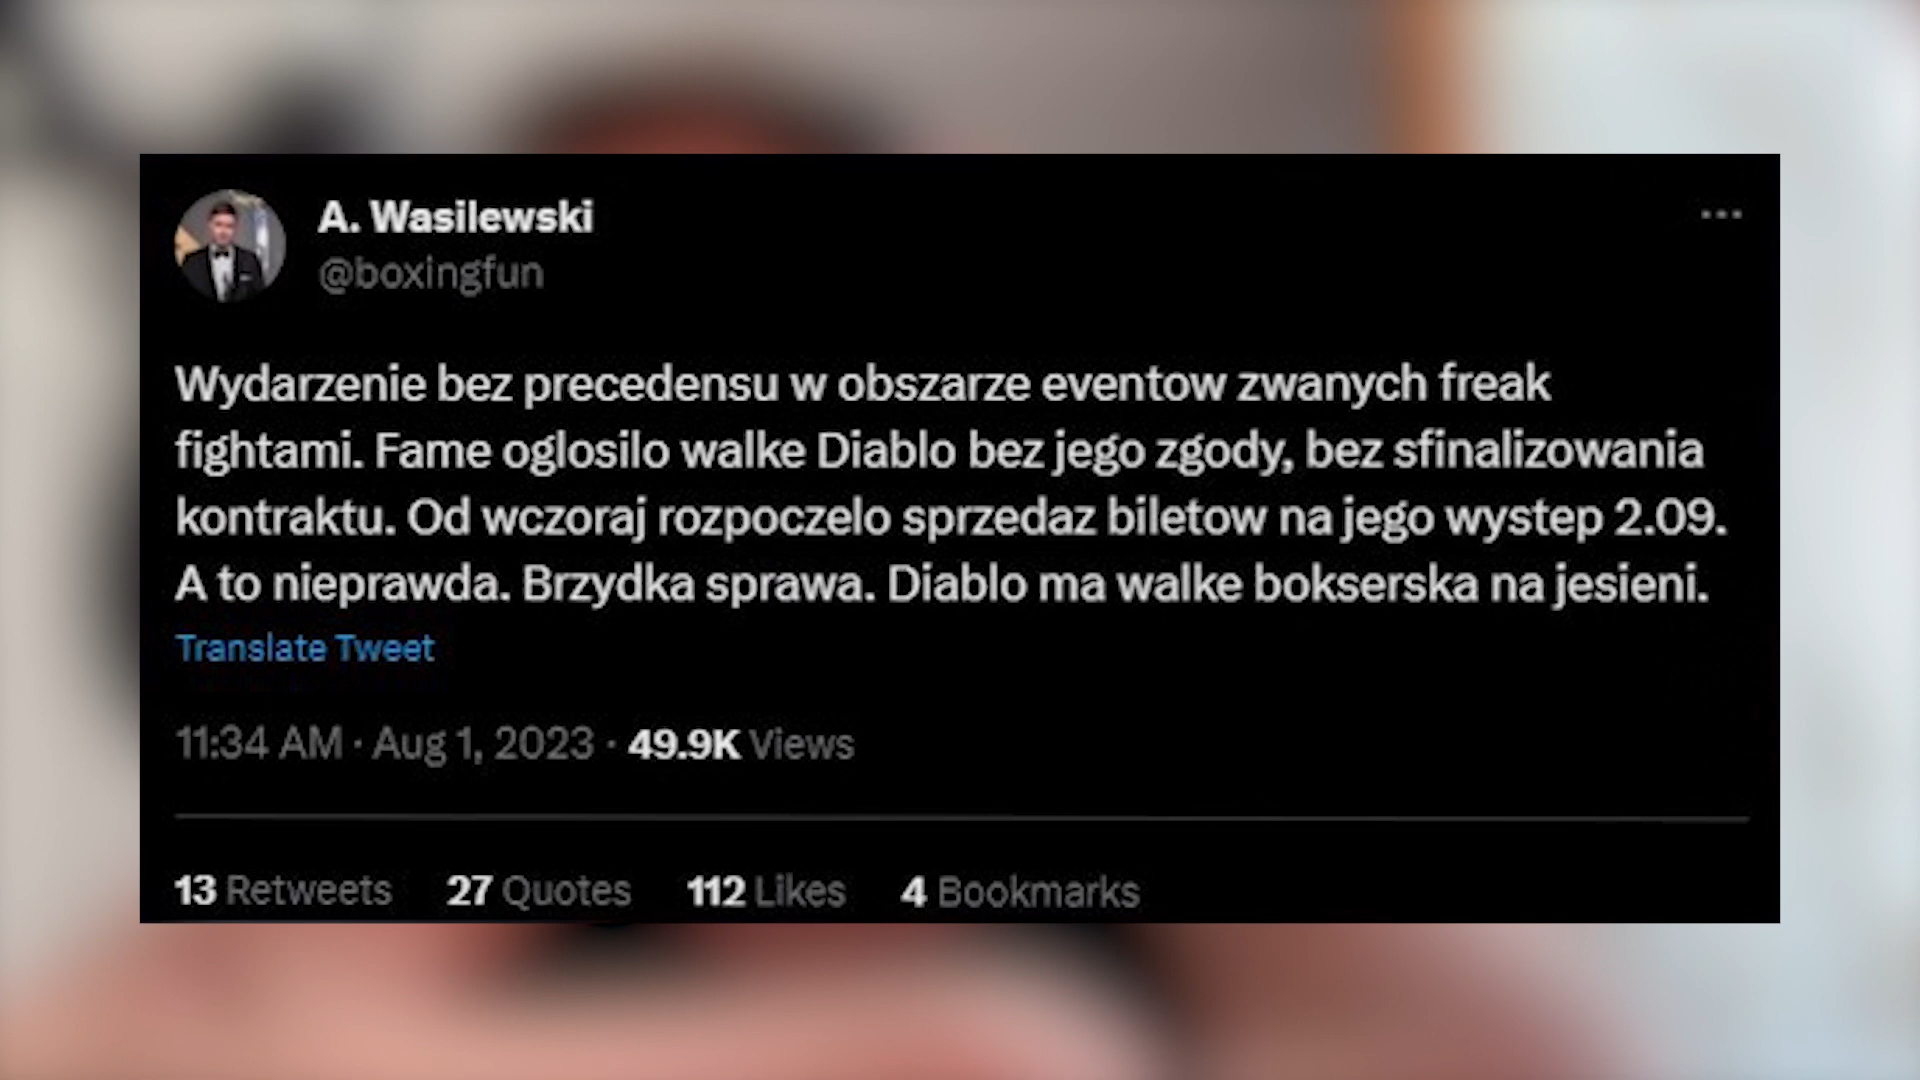 A. Wasilewski
@boxingfun
Wydarzenie bez precedensu w obszarze eventow zwanych freak
fightami. Fame oglosilo walke Diablo bez jego zgody, bez sfinalizowania
kontraktu. Od wczoraj rozpoczelo sprzedaz biletow na jego wystep 2.09.
A to nieprawda. Brzydka sprawa. Diablo ma walke bokserska na jesieni.
Translate Tweet
11:34 AM · Aug 1, 2023 · 49.9K Views
13 Retweets 27 Quotes 112 Likes 4 Bookmarks